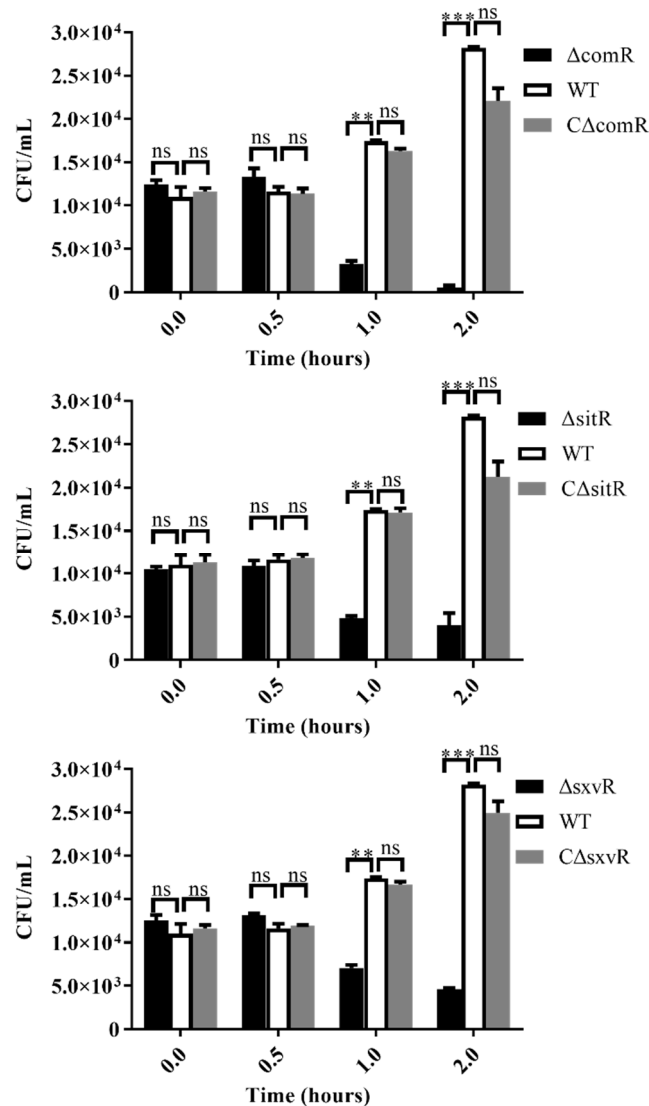 *** ns
3.0×10⁴
2.5×10⁴
2.0×10⁴
1.5×10⁴
1.0×10⁴
5.0×10³
0
CFU/mL
ns ns
ns ns
** ns
ΔcomR
WT
CΔcomR
0.0 0.5 1.0 2.0
Time (hours)
*** ns
3.0×10⁴
2.5×10⁴
2.0×10⁴
1.5×10⁴
1.0×10⁴
5.0×10³
0
CFU/mL
ns ns
ns ns
** ns
ΔsitR
WT
CΔsitR
0.0 0.5 1.0 2.0
Time (hours)
*** ns
3.0×10⁴
2.5×10⁴
2.0×10⁴
1.5×10⁴
1.0×10⁴
5.0×10³
0
CFU/mL
ns ns
ns ns
** ns
ΔsxvR
WT
CΔsxvR
0.0 0.5 1.0 2.0
Time (hours)